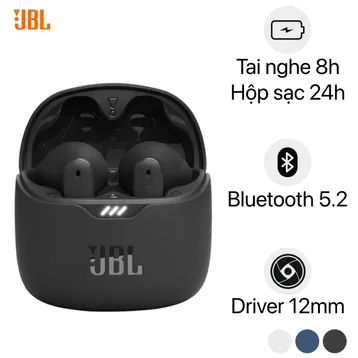 JBL
Tai nghe 8h
Hộp sạc 24h
Bluetooth 5.2
JBL
Driver 12mm